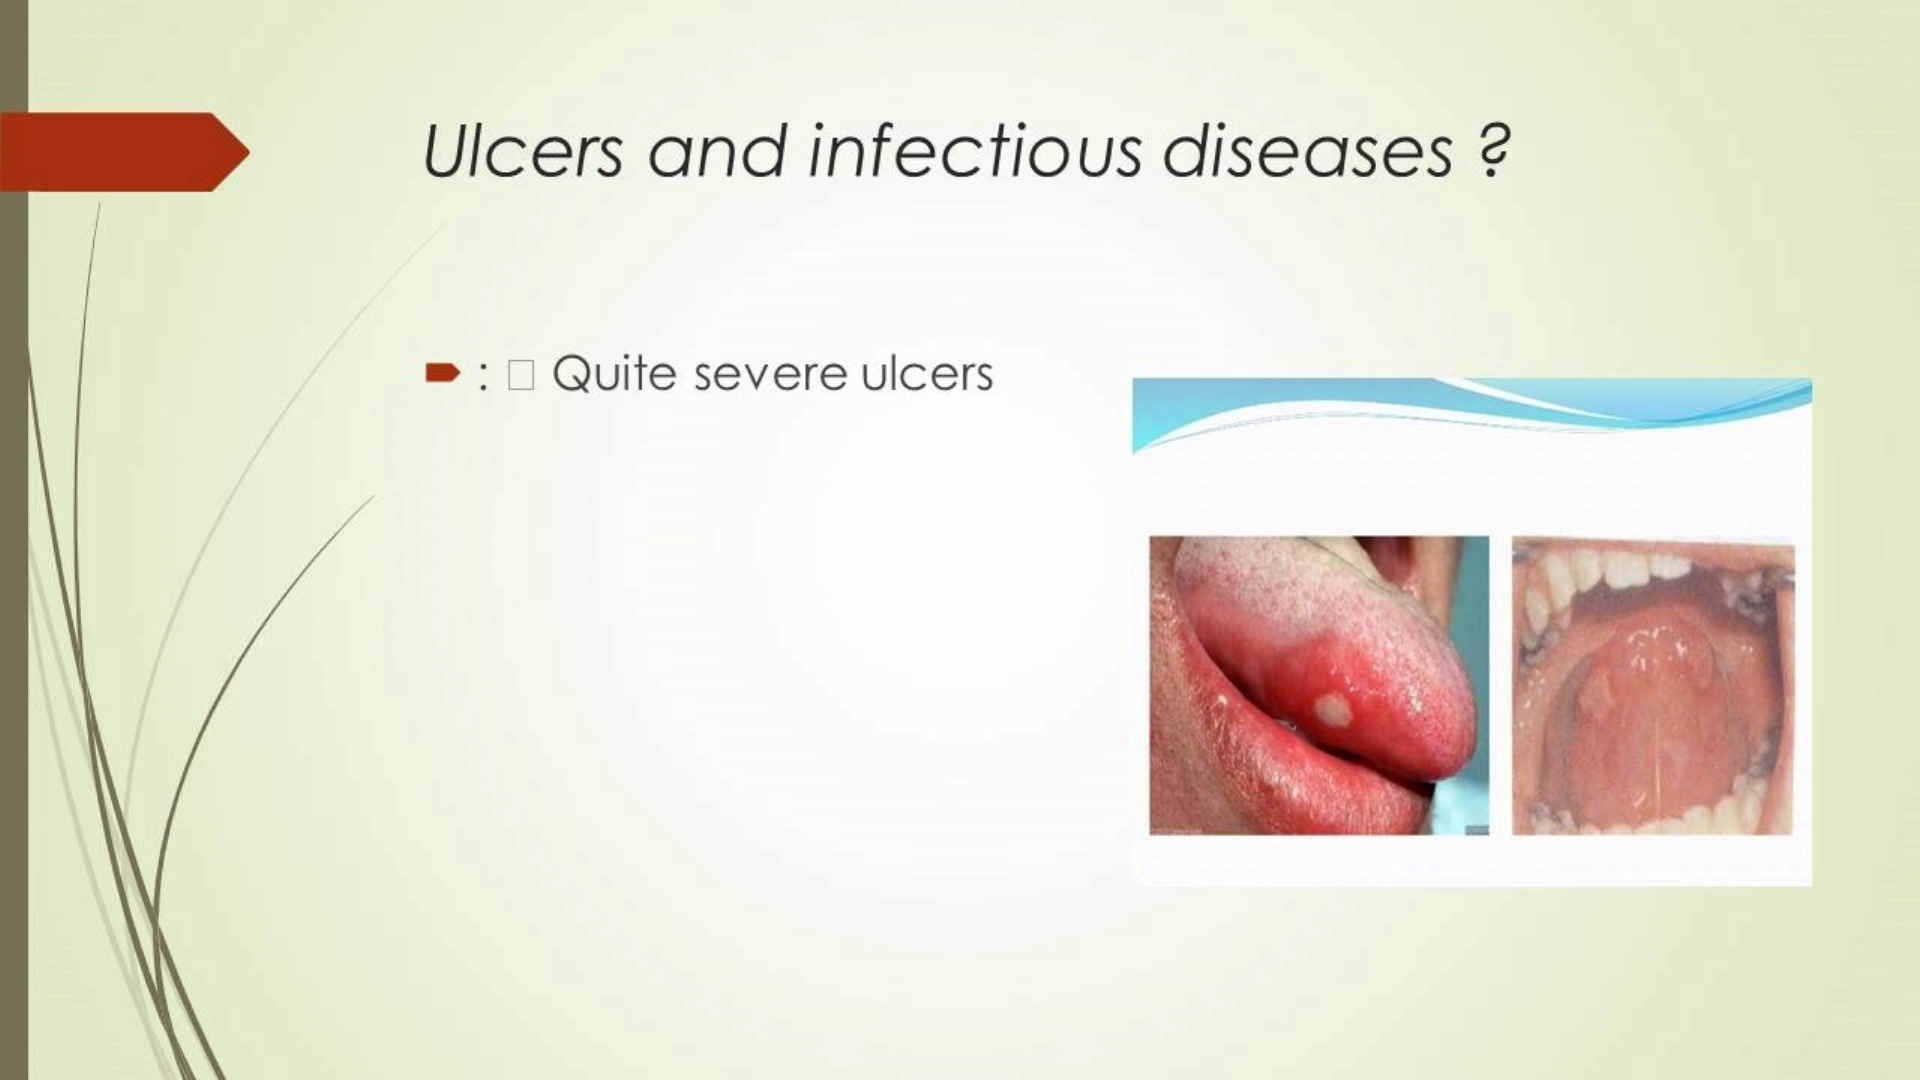 Ulcers and infectious diseases ?
: □ Quite severe ulcers